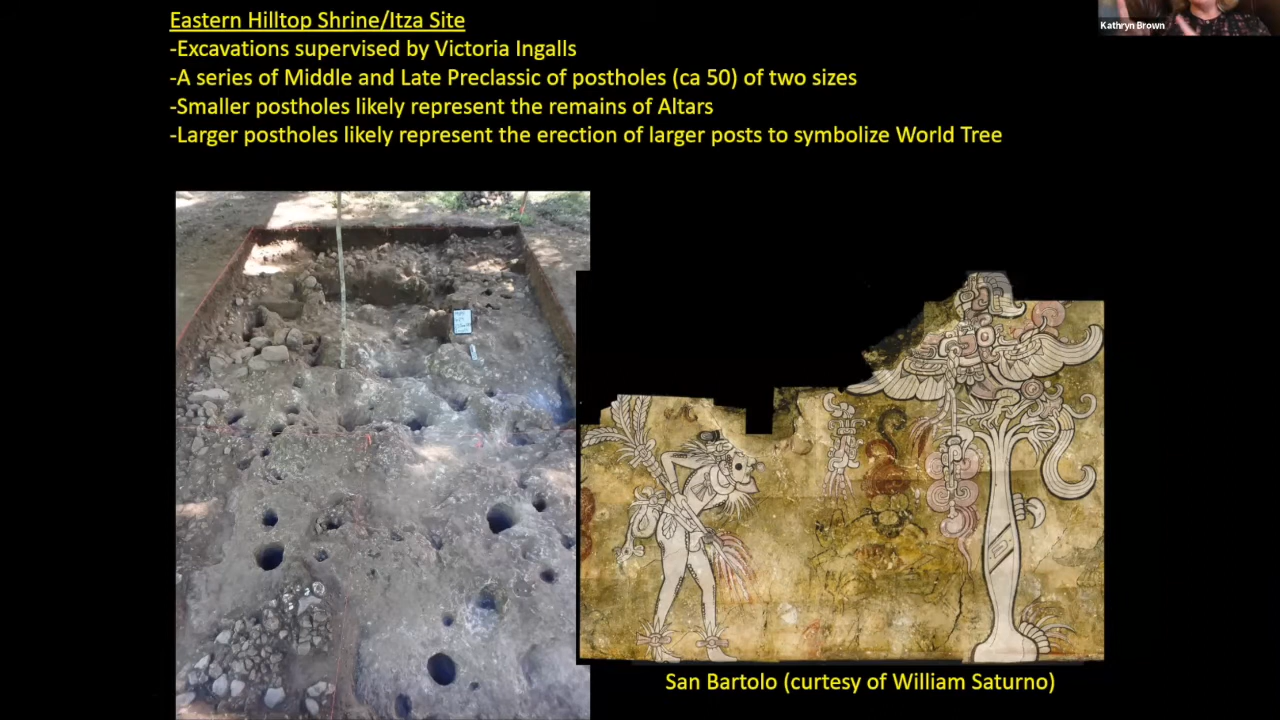 Eastern Hilltop Shrine/Itza Site
-Excavations supervised by Victoria Ingalls
-A series of Middle and Late Preclassic of postholes (ca 50) of two sizes
-Smaller postholes likely represent the remains of Altars
-Larger postholes likely represent the erection of larger posts to symbolize World Tree
Kathryn Brown
San Bartolo (curtesy of William Saturno)